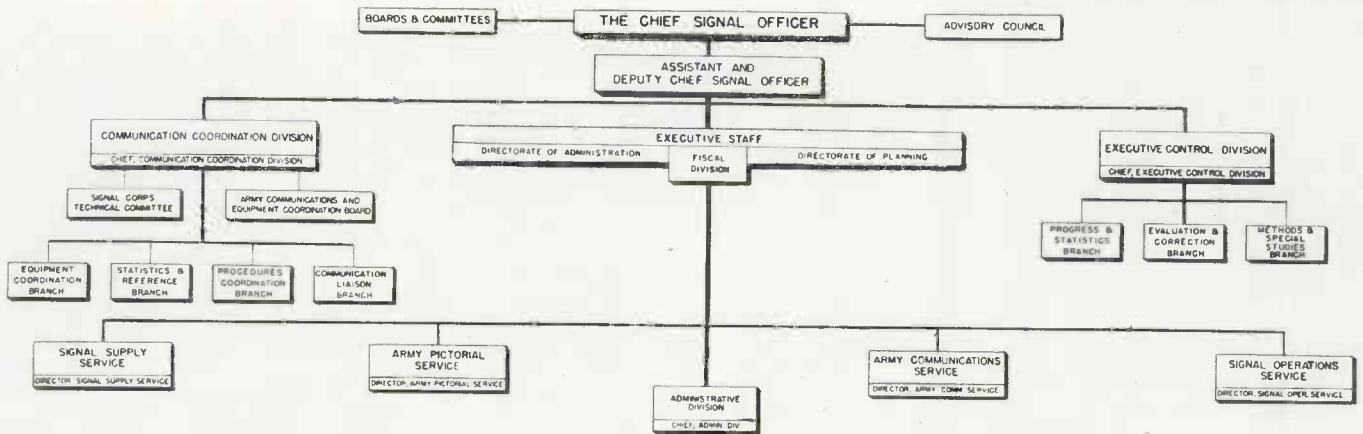 BOARDS & COMMITTEES
THE CHIEF SIGNAL OFFICER
ADVISORY COUNCIL
ASSISTANT AND
DEPUTY CHIEF SIGNAL OFFICER
COMMUNICATION COORDINATION DIVISION
CHIEF, COMMUNICATION COORDINATION DIVISION
EXECUTIVE STAFF
DIRECTORATE OF ADMINISTRATION
FISCAL
DIVISION
DIRECTORATE OF PLANNING
EXECUTIVE CONTROL DIVISION
CHIEF, EXECUTIVE CONTROL DIVISION
SIGNAL CORPS
TECHNICAL COMMITTEE
ARMY COMMUNICATIONS AND
EQUIPMENT COORDINATION BOARD
PROGRESS &
STATISTICS
BRANCH
EVALUATION &
CORRECTION
BRANCH
METHODS &
SPECIAL
STUDIES
BRANCH
EQUIPMENT
COORDINATION
BRANCH
STATISTICS &
REFERENCE
BRANCH
PROCEDURES
COORDINATION
BRANCH
COMMUNICATION
LIAISON
BRANCH
SIGNAL SUPPLY
SERVICE
DIRECTOR, SIGNAL SUPPLY SERVICE
ARMY PICTORIAL
SERVICE
DIRECTOR, ARMY PICTORIAL SERVICE
ADMINISTRATIVE
DIVISION
CHIEF, ADMIN DIV.
ARMY COMMUNICATIONS
SERVICE
DIRECTOR, ARMY COMM SERVICE
SIGNAL OPERATIONS
SERVICE
DIRECTOR, SIGNAL OPER. SERVICE